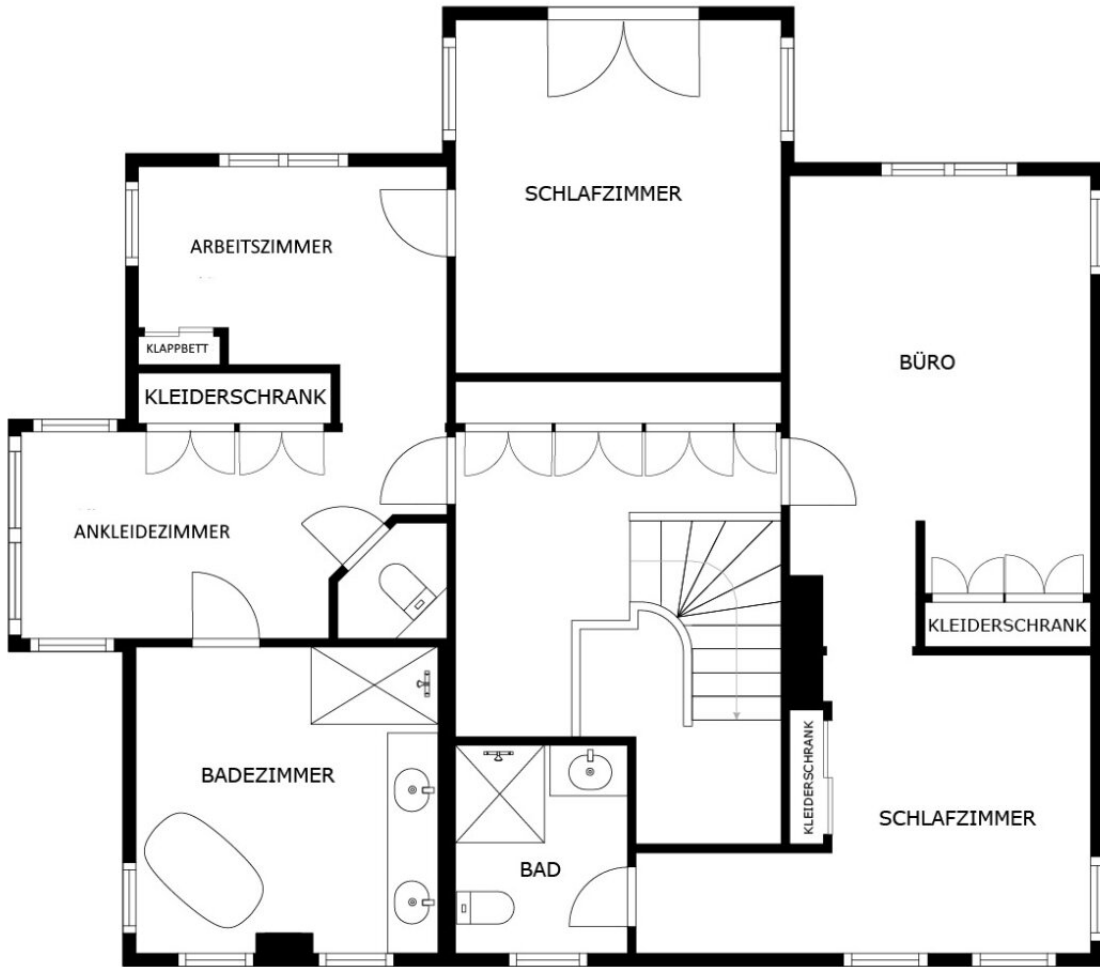 SCHLAFZIMMER
ARBEITSZIMMER
KLAPPBETT
BÜRO
KLEIDERSCHRANK
ANKLEIDEZIMMER
KLEIDERSCHRANK
BADEZIMMER
KLEIDERSCHRANK
SCHLAFZIMMER
BAD